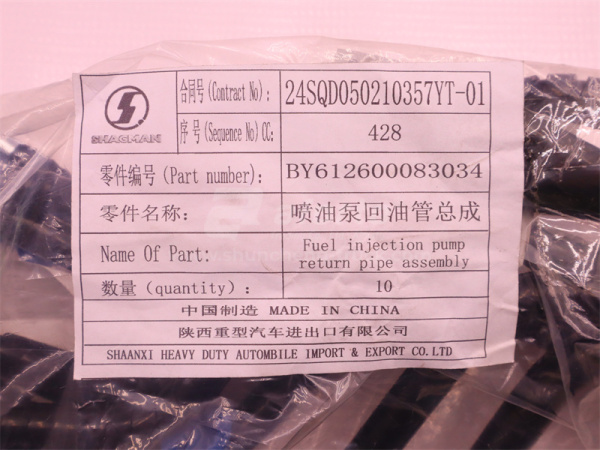 SHACMAN
合同号(Contract No): 24SQD050210357YT-01
序号(Sequence No)CC: 428
零件编号(Part number): BY612600083034
零件名称: 喷油泵回油管总成
Name Of Part: Fuel injection pump
return pipe assembly
数量(quantity): 10
中国制造 MADE IN CHINA
陕西重型汽车进出口有限公司
SHAANXI HEAVY DUTY AUTOMBILE IMPORT & EXPORT CO.LTD